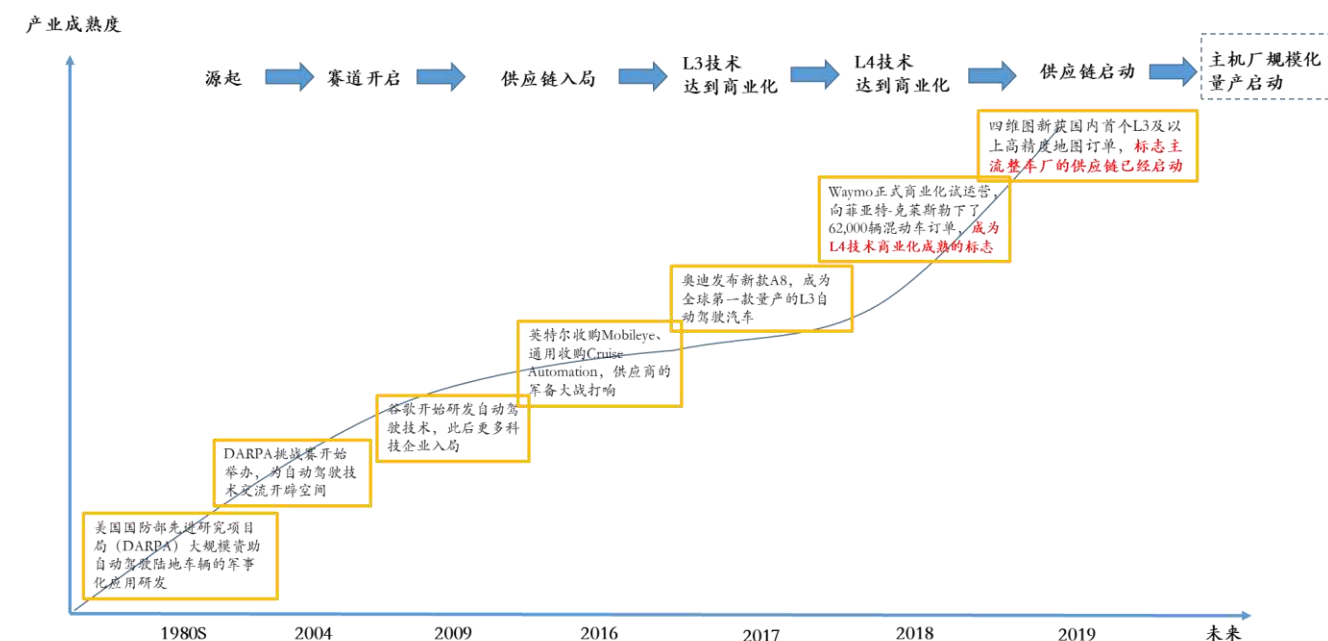 产业成熟度
源起
赛道开启
供应链入局
L3技术
达到商业化
L4技术
达到商业化
供应链启动
主机厂规模化
量产启动
四维图新获国内首个L3及以
上高精度地图订单，标志主
流整车厂的供应链已经启动
Waymo正式商业化试运营，
向菲亚特-克莱斯勒下了
62,000辆混动车订单，成为
L4技术商业化成熟的标志
奥迪发布新款A8，成为
全球第一款量产的L3自
动驾驶汽车
英特尔收购Mobileye、
通用收购Cruise
Automation，供应商的
军备大战打响
谷歌开始研发自动驾
驶技术，此后更多科
技企业入局
DARPA挑战赛开始
举办，为自动驾驶技
术交流开辟空间
美国国防部先进研究项目
局（DARPA）大规模资助
自动驾驶陆地车辆的军事
化应用研发
1980S
2004
2009
2016
2017
2018
2019
未来